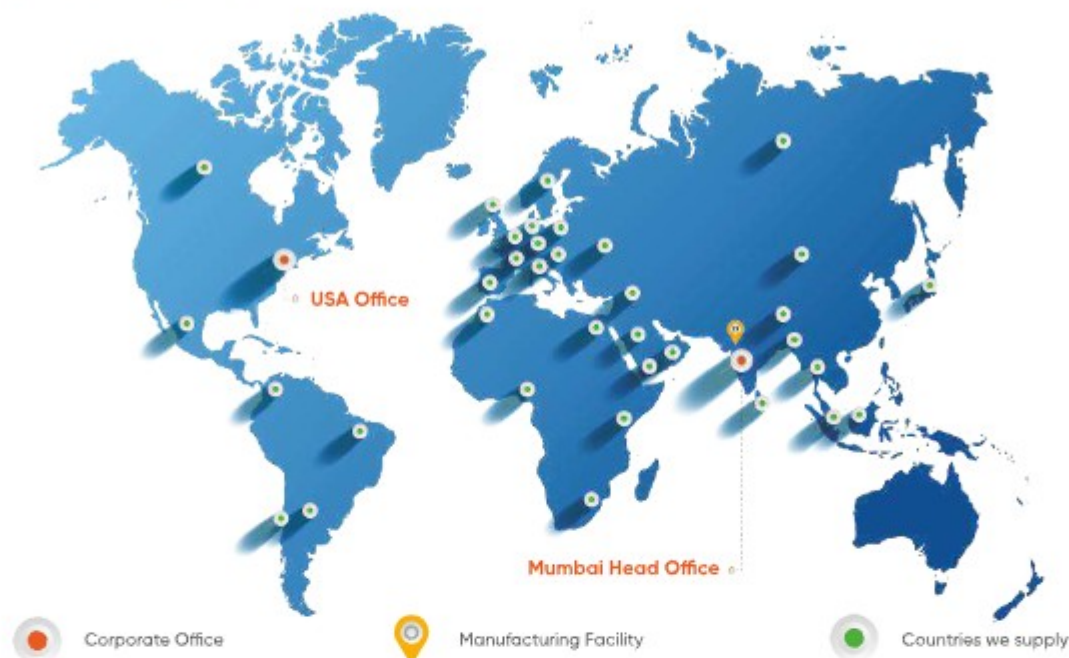 USA Office
Mumbai Head Office
Corporate Office
Manufacturing Facility
Countries we supply